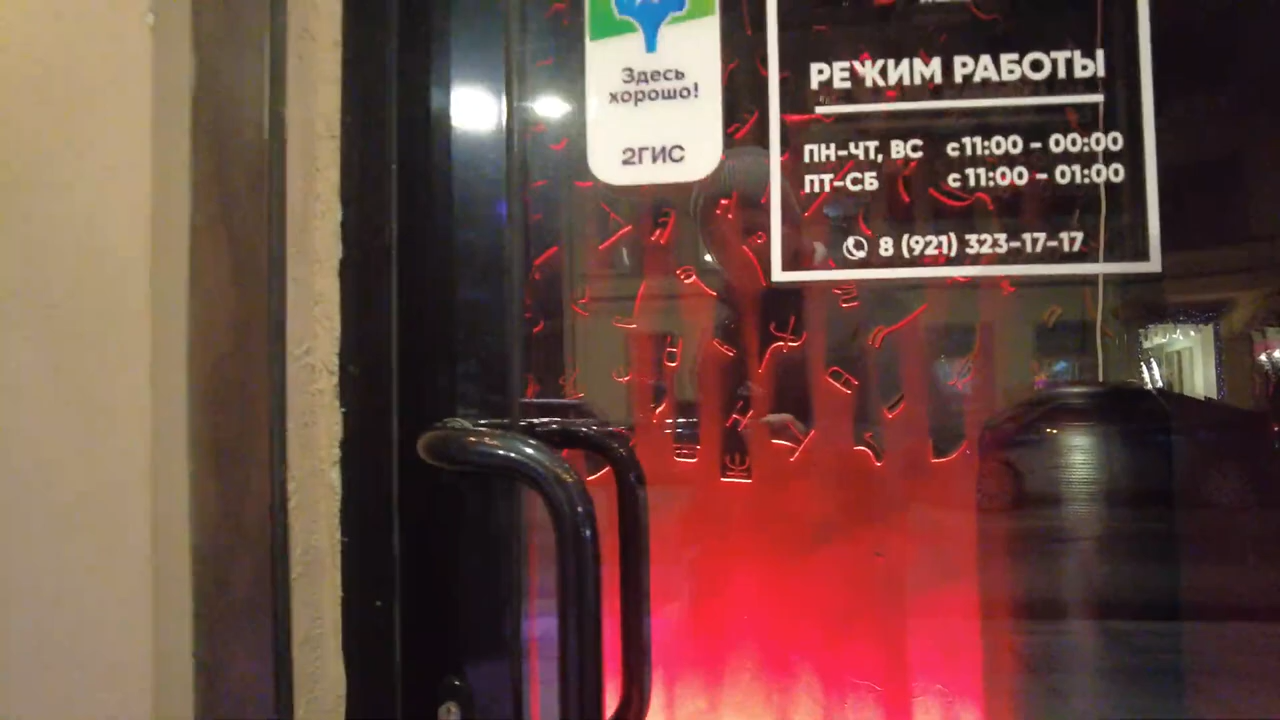 Здесь
хорошо!
2ГИС
РЕЖИМ РАБОТЫ
ПН-ЧТ, ВС с 11:00 - 00:00
ПТ-СБ с 11:00 - 01:00
8 (921) 323-17-17